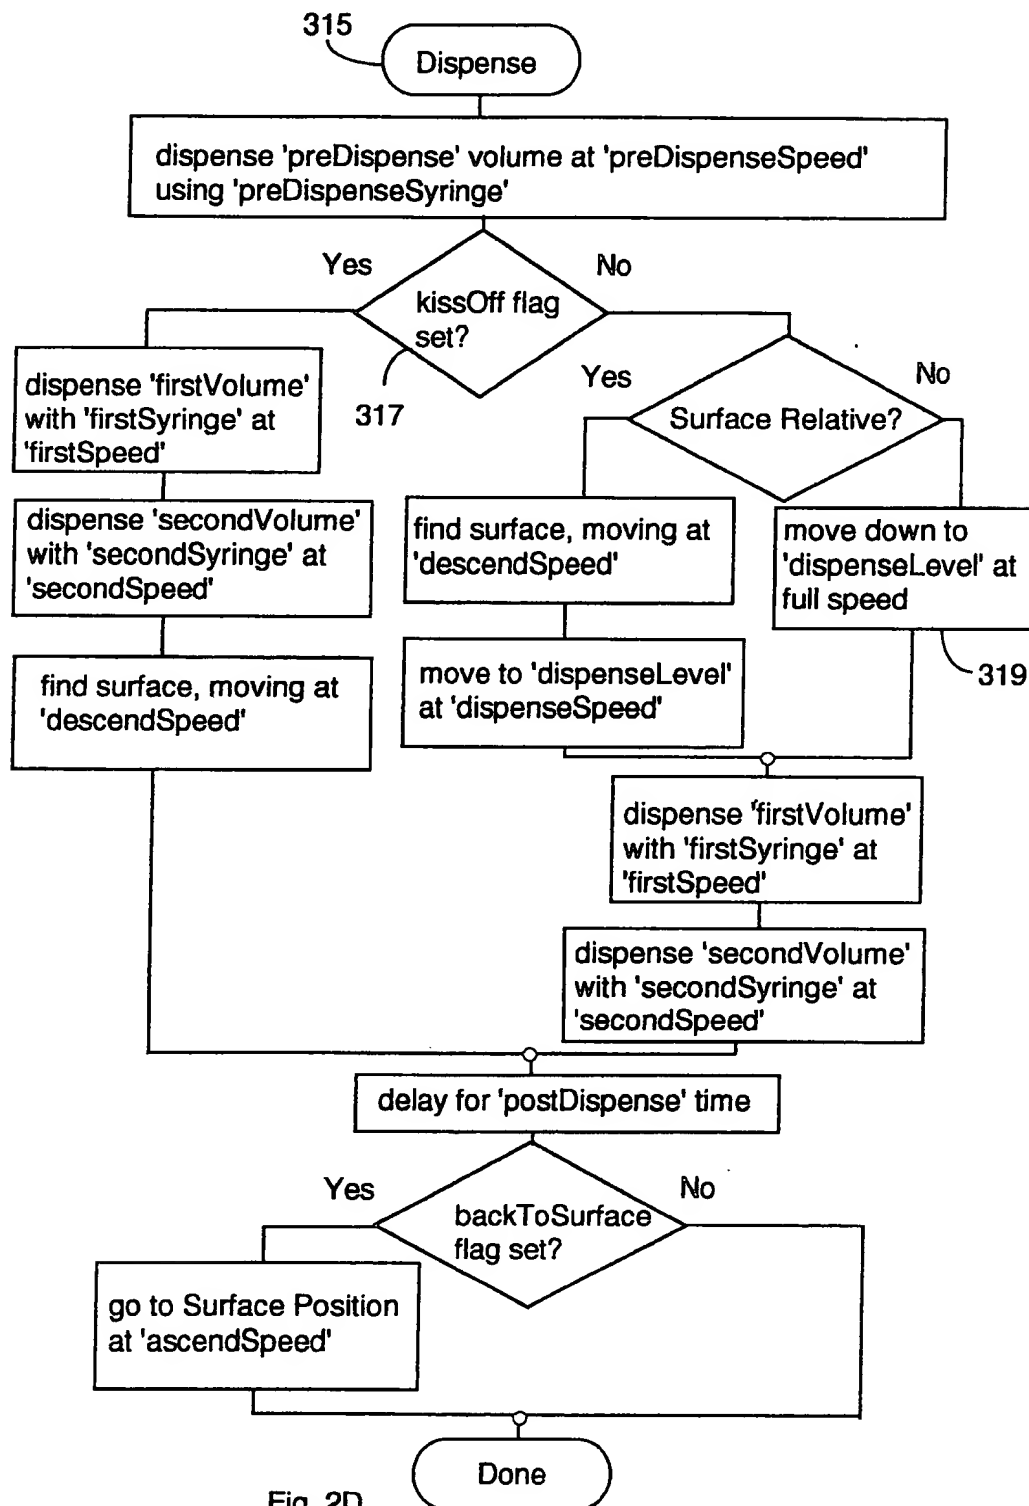 315
Dispense
dispense 'preDispense' volume at 'preDispenseSpeed'
using 'preDispenseSyringe'
Yes
No
kissOff flag
set?
317
dispense 'firstVolume'
with 'firstSyringe' at
'firstSpeed'
dispense 'secondVolume'
with 'secondSyringe' at
'secondSpeed'
find surface, moving at
'descendSpeed'
Yes
No
Surface Relative?
find surface, moving at
'descendSpeed'
move to 'dispenseLevel'
at 'dispenseSpeed'
move down to
'dispenseLevel' at
full speed
319
dispense 'firstVolume'
with 'firstSyringe' at
'firstSpeed'
dispense 'secondVolume'
with 'secondSyringe' at
'secondSpeed'
delay for 'postDispense' time
Yes
No
backToSurface
flag set?
go to Surface Position
at 'ascendSpeed'
Done
Fig. 2D